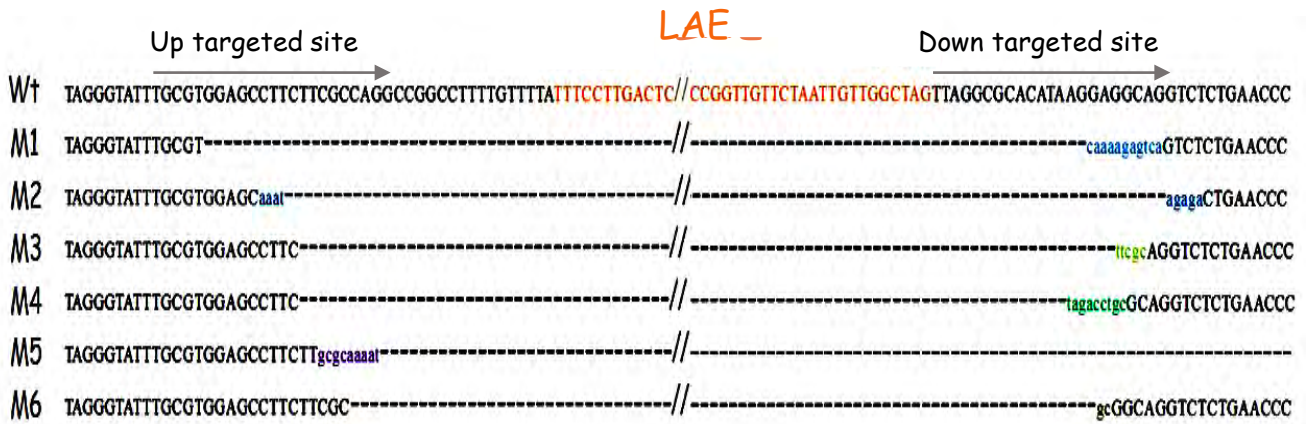 LAE _
Up targeted site Down targeted site
Wt TAGGGTATTTGCGTGGAGCCTTCTTCGCCAGGCCGGCCTTTTGTTTTATTTCCTTGACTC//CCGGTTGTTCTAATTGTTGGCTAGTTAGGCGCACATAAGGAGGCAGGTCTCTGAACCC
M1 TAGGGTATTTGCGT----------//----------caaaagagtcaGTCTCTGAACCC
M2 TAGGGTATTTGCGTGGAGCaaat----------//----------agagaCTGAACCC
M3 TAGGGTATTTGCGTGGAGCCTTC----------//----------ttcgcAGGTCTCTGAACCC
M4 TAGGGTATTTGCGTGGAGCCTTC----------//----------tagacctgcGCAGGTCTCTGAACCC
M5 TAGGGTATTTGCGTGGAGCCTTCTTgcgcaaaat----------//----------
M6 TAGGGTATTTGCGTGGAGCCTTCTTCGC----------//----------gcGGCAGGTCTCTGAACCC